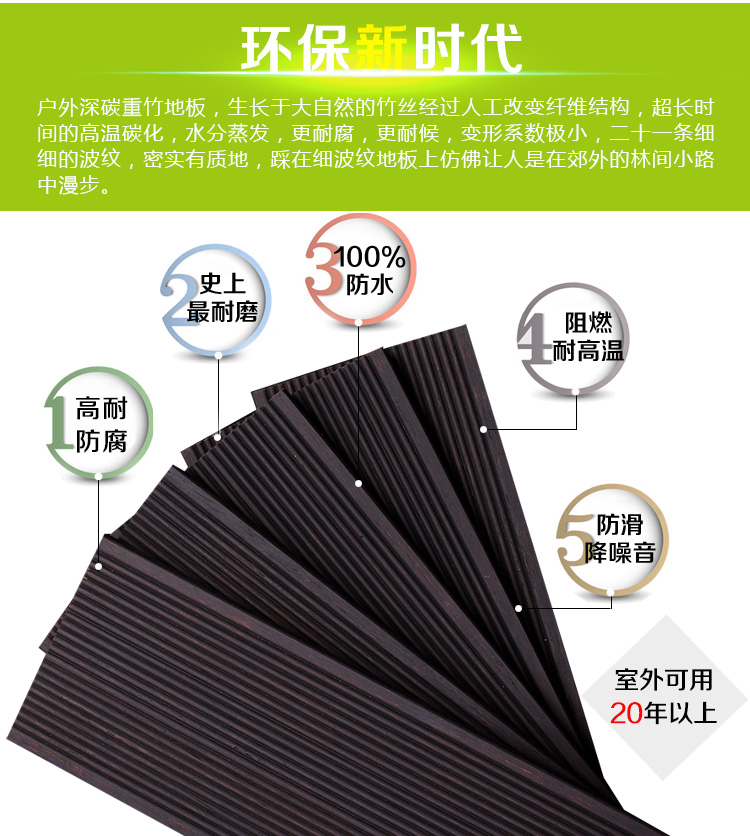 环保新时代
户外深碳重竹地板，生长于大自然的竹丝经过人工改变纤维结构，超长时
间的高温碳化，水分蒸发，更耐腐，更耐候，变形系数极小，二十一条细
细的波纹，密实有质地，踩在细波纹地板上仿佛让人是在郊外的林间小路
中漫步。
1
高耐
防腐
2
史上
最耐磨
3
100%
防水
4
阻燃
耐高温
5
防滑
降噪音
室外可用
20年以上